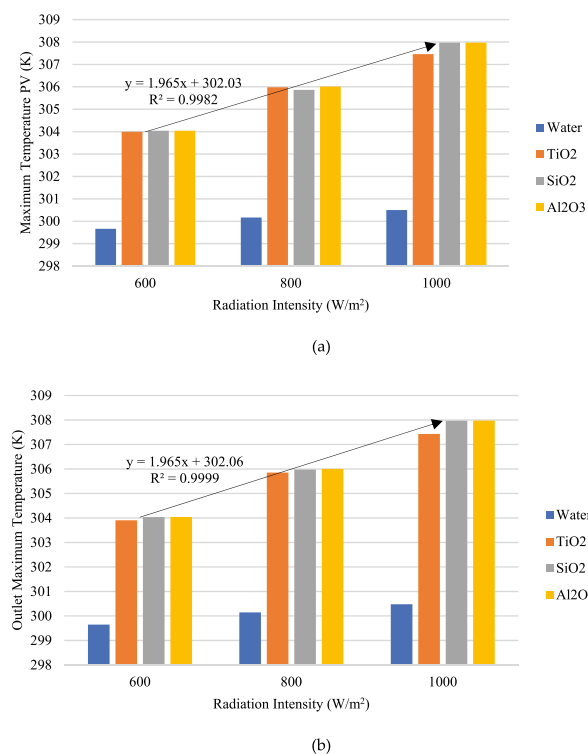 309
308
307
306
305
304
303
302
301
300
299
298
Maximum Temperature PV (K)
y = 1.965x + 302.03
R² = 0.9982
Water
TiO2
SiO2
Al2O3
600 800 1000
Radiation Intensity (W/m²)
(a)
309
308
307
306
305
304
303
302
301
300
299
298
Outlet Maximum Temperature (K)
y = 1.965x + 302.06
R² = 0.9999
Water
TiO2
SiO2
Al2O
600 800 1000
Radiation Intensity (W/m²)
(b)